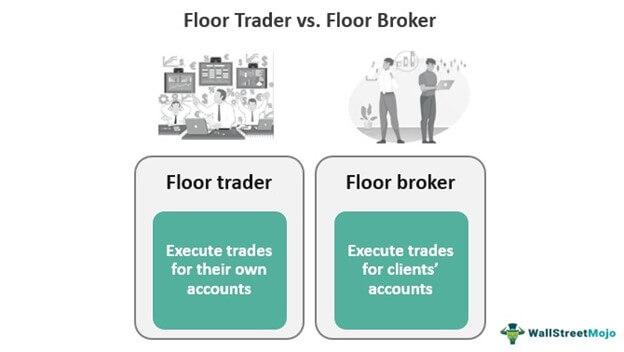 Floor Trader vs. Floor Broker
Floor trader
Execute trades
for their own
accounts
Floor broker
Execute trades
for clients’
accounts
WallStreetMojo